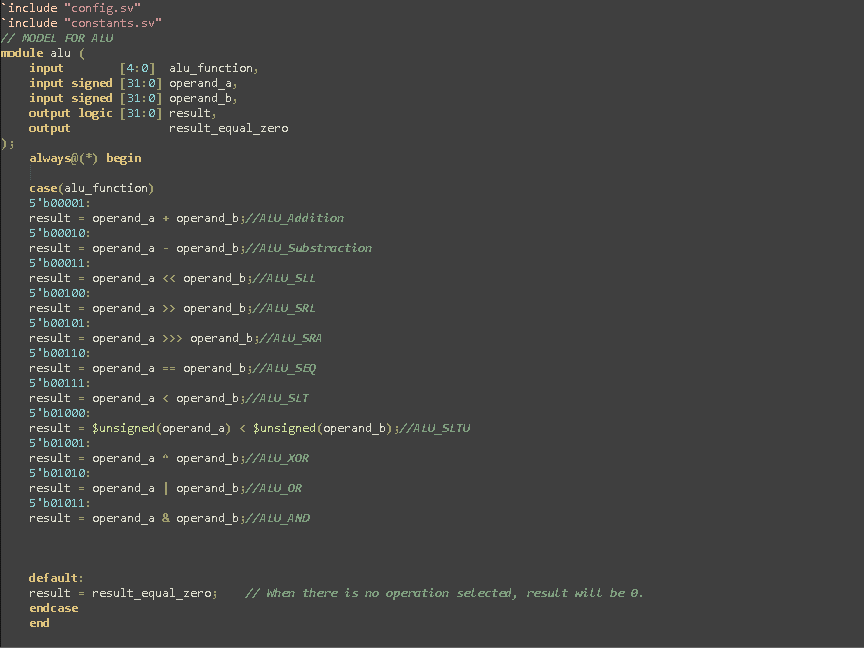 `include "config.sv"
`include "constants.sv"
// MODEL FOR ALU
module alu (
input [4:0] alu_function,
input signed [31:0] operand_a,
input signed [31:0] operand_b,
output logic [31:0] result,
output result_equal_zero
);
always@(*) begin
case(alu_function)
5'b00001:
result = operand_a + operand_b;//ALU_Addition
5'b00010:
result = operand_a - operand_b;//ALU_Substraction
5'b00011:
result = operand_a << operand_b;//ALU_SLL
5'b00100:
result = operand_a >> operand_b;//ALU_SRL
5'b00101:
result = operand_a >>> operand_b;//ALU_SRA
5'b00110:
result = operand_a == operand_b;//ALU_SEQ
5'b00111:
result = operand_a < operand_b;//ALU_SLT
5'b01000:
result = $unsigned(operand_a) < $unsigned(operand_b);//ALU_SLTU
5'b01001:
result = operand_a ^ operand_b;//ALU_XOR
5'b01010:
result = operand_a | operand_b;//ALU_OR
5'b01011:
result = operand_a & operand_b;//ALU_AND
default:
result = result_equal_zero; // When there is no operation selected, result will be 0.
endcase
end